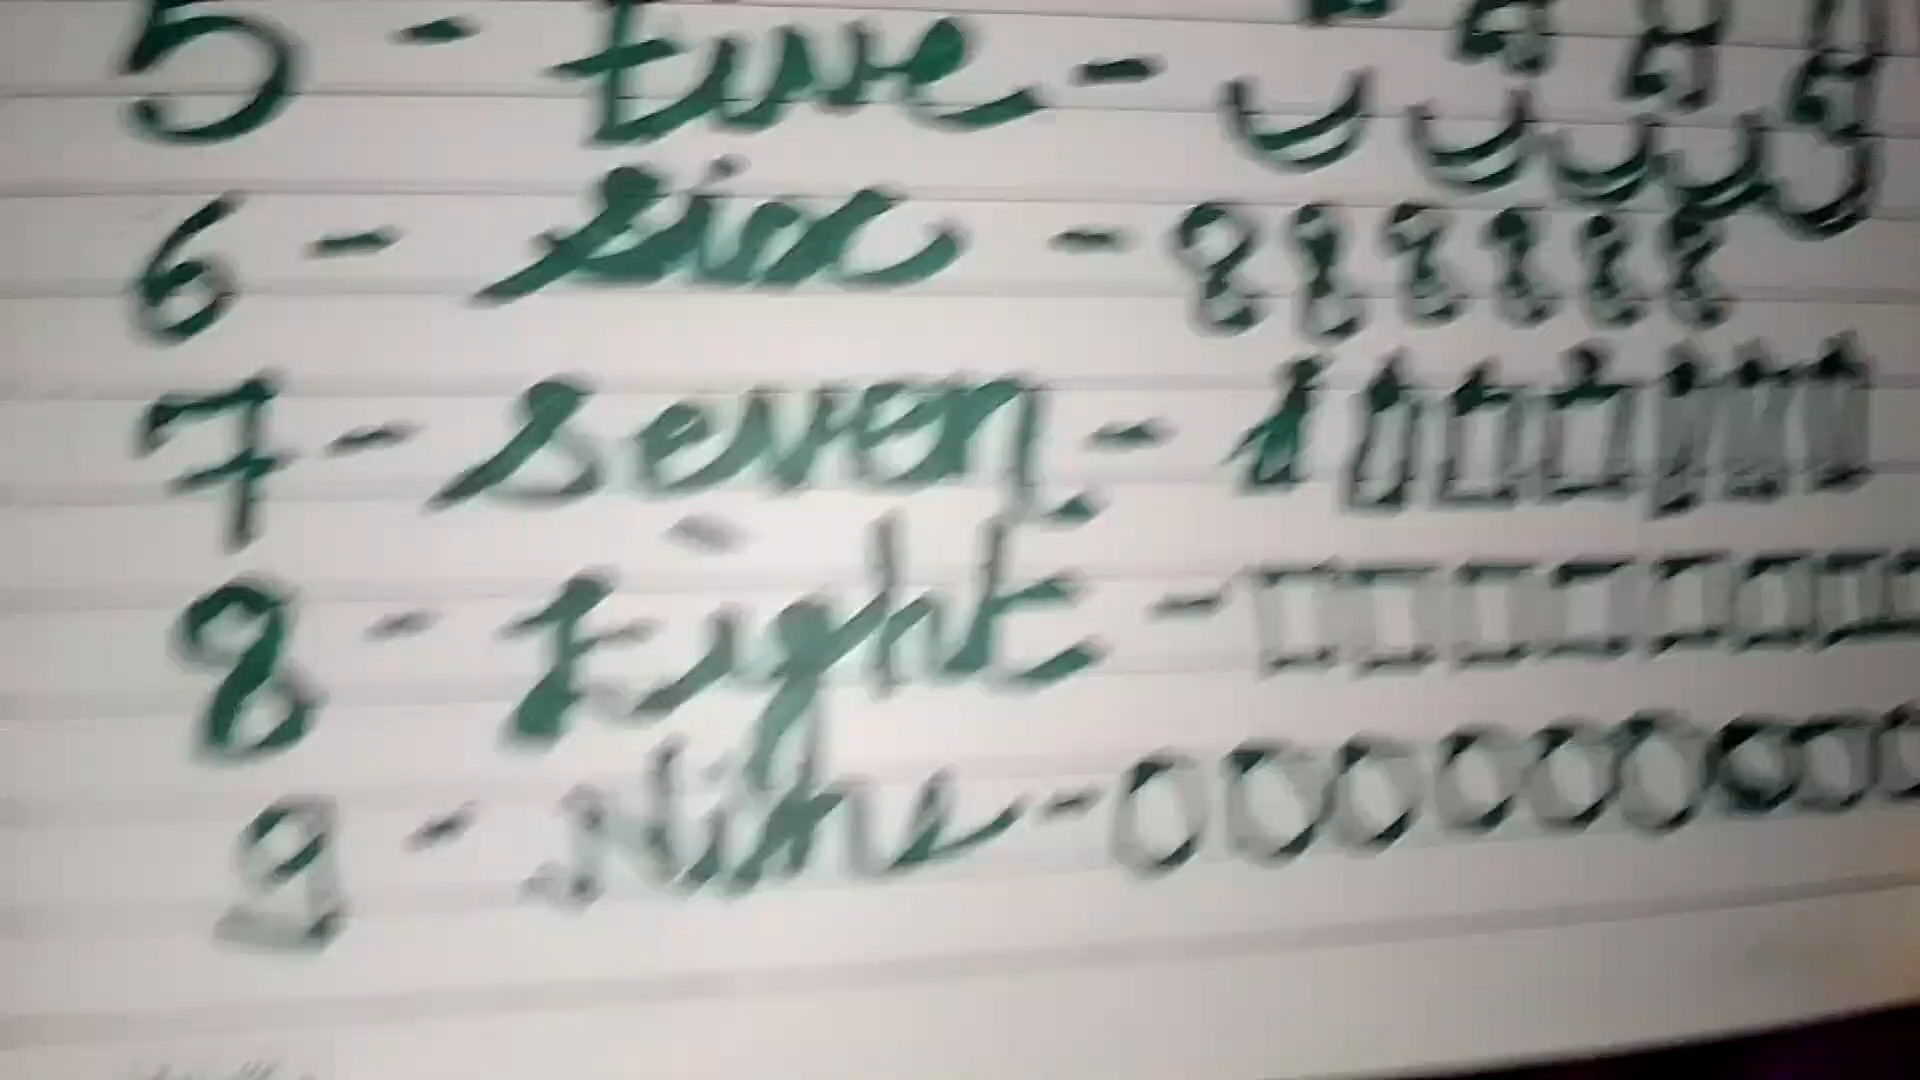 5 - five -
6 - six -
7 - seven -
8 - Eight -
9 - Nine -